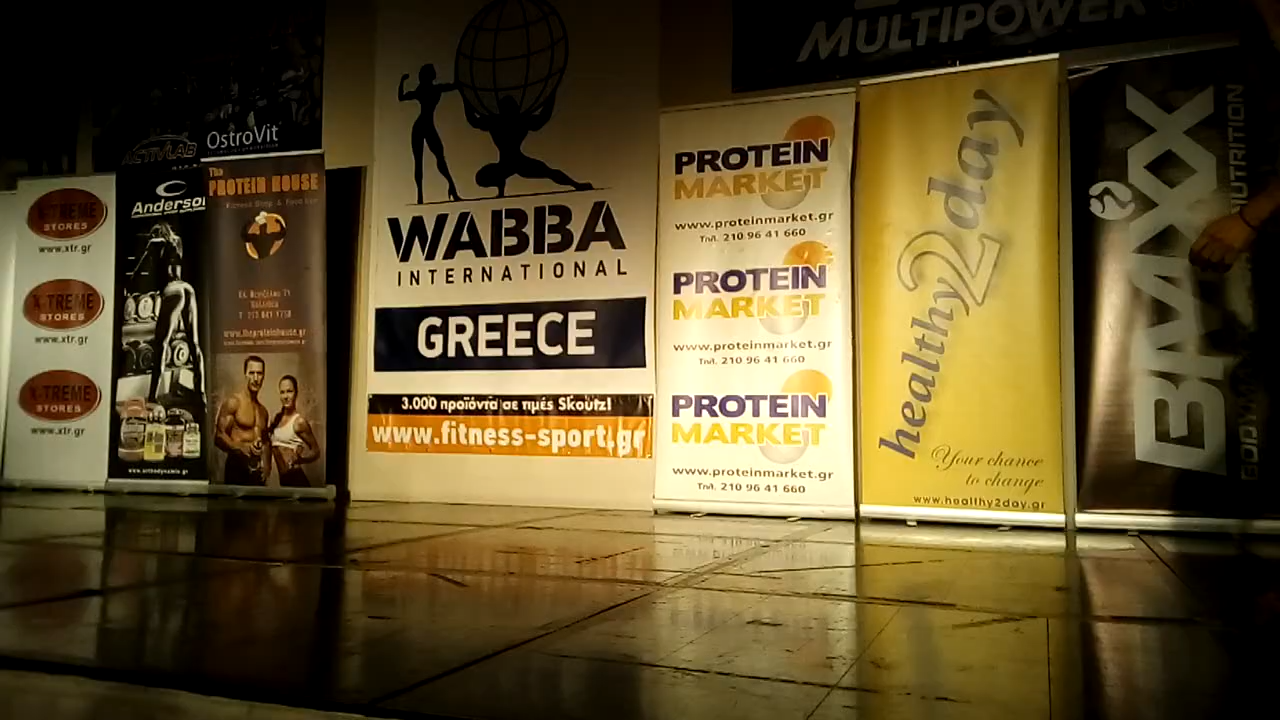 MULTIPOWER
OstroVit
ACTIVLAB
X-TREME
STORES
www.xtr.gr
X-TREME
STORES
www.xtr.gr
X-TREME
STORES
www.xtr.gr
Anderson
The
PROTEIN HOUSE
www.theproteinhouse.gr
WABBA
INTERNATIONAL
GREECE
3.000 προϊόντα σε τιμές Skoutz!
www.fitness-sport.gr
PROTEIN
MARKET
www.proteinmarket.gr
Τηλ. 210 96 41 660
PROTEIN
MARKET
www.proteinmarket.gr
Τηλ. 210 96 41 660
PROTEIN
MARKET
www.proteinmarket.gr
Τηλ. 210 96 41 660
healthy2day
Your chance
to change
www.healthy2day.gr
BMXX
NUTRITION